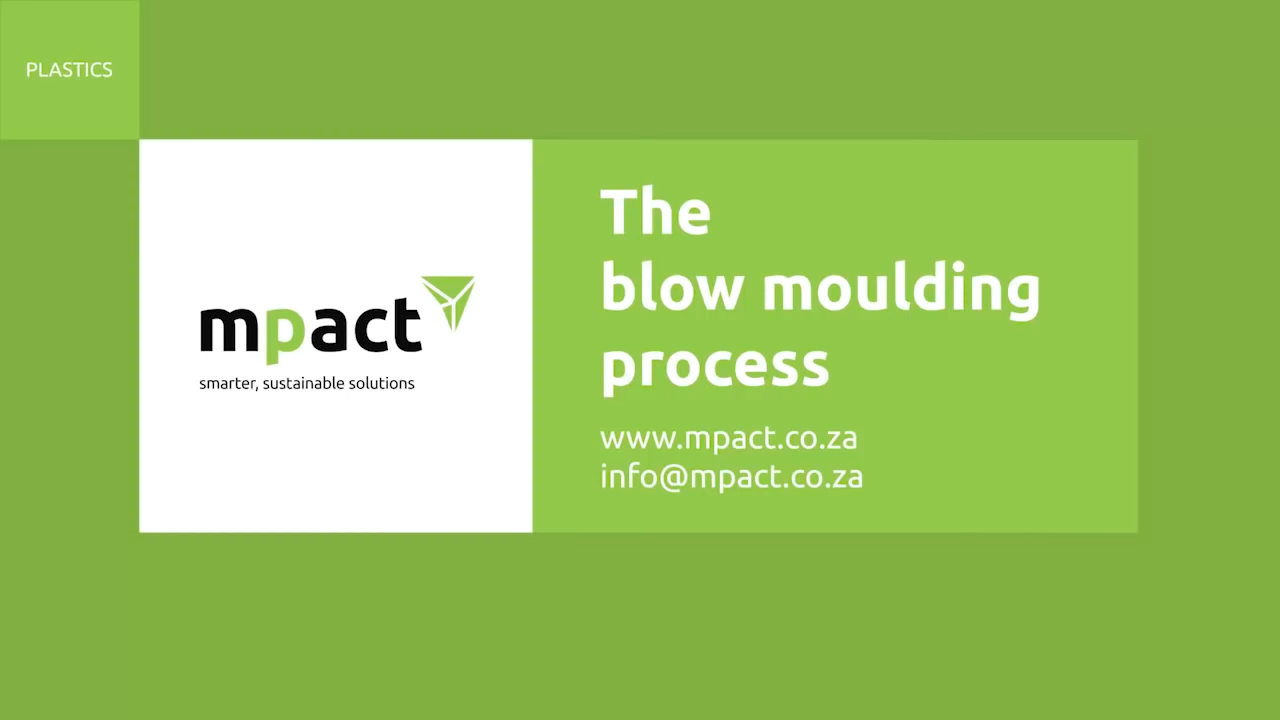 PLASTICS
mpact
smarter, sustainable solutions
The
blow moulding
process
www.mpact.co.za
info@mpact.co.za